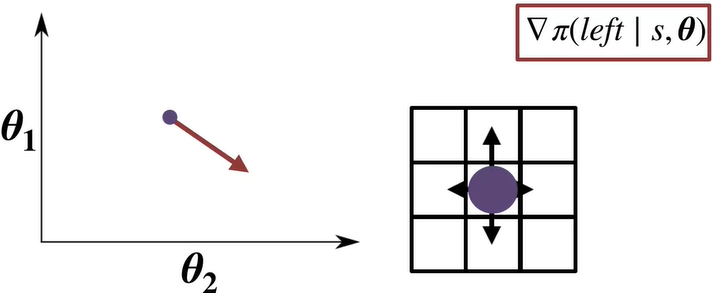 ∇π(left | s, θ)
θ₁
θ₂